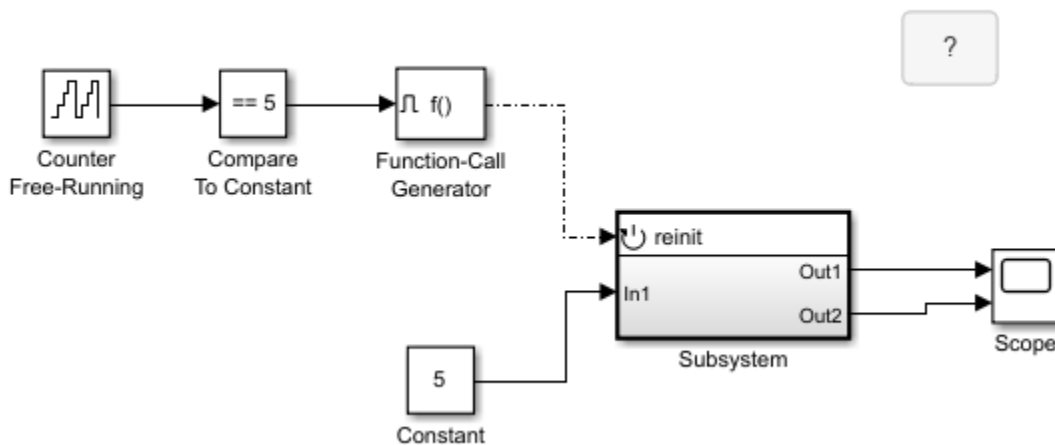 ?
== 5
f()
Counter
Free-Running
Compare
To Constant
Function-Call
Generator
reinit
In1
Out1
Out2
Subsystem
Scope
5
Constant